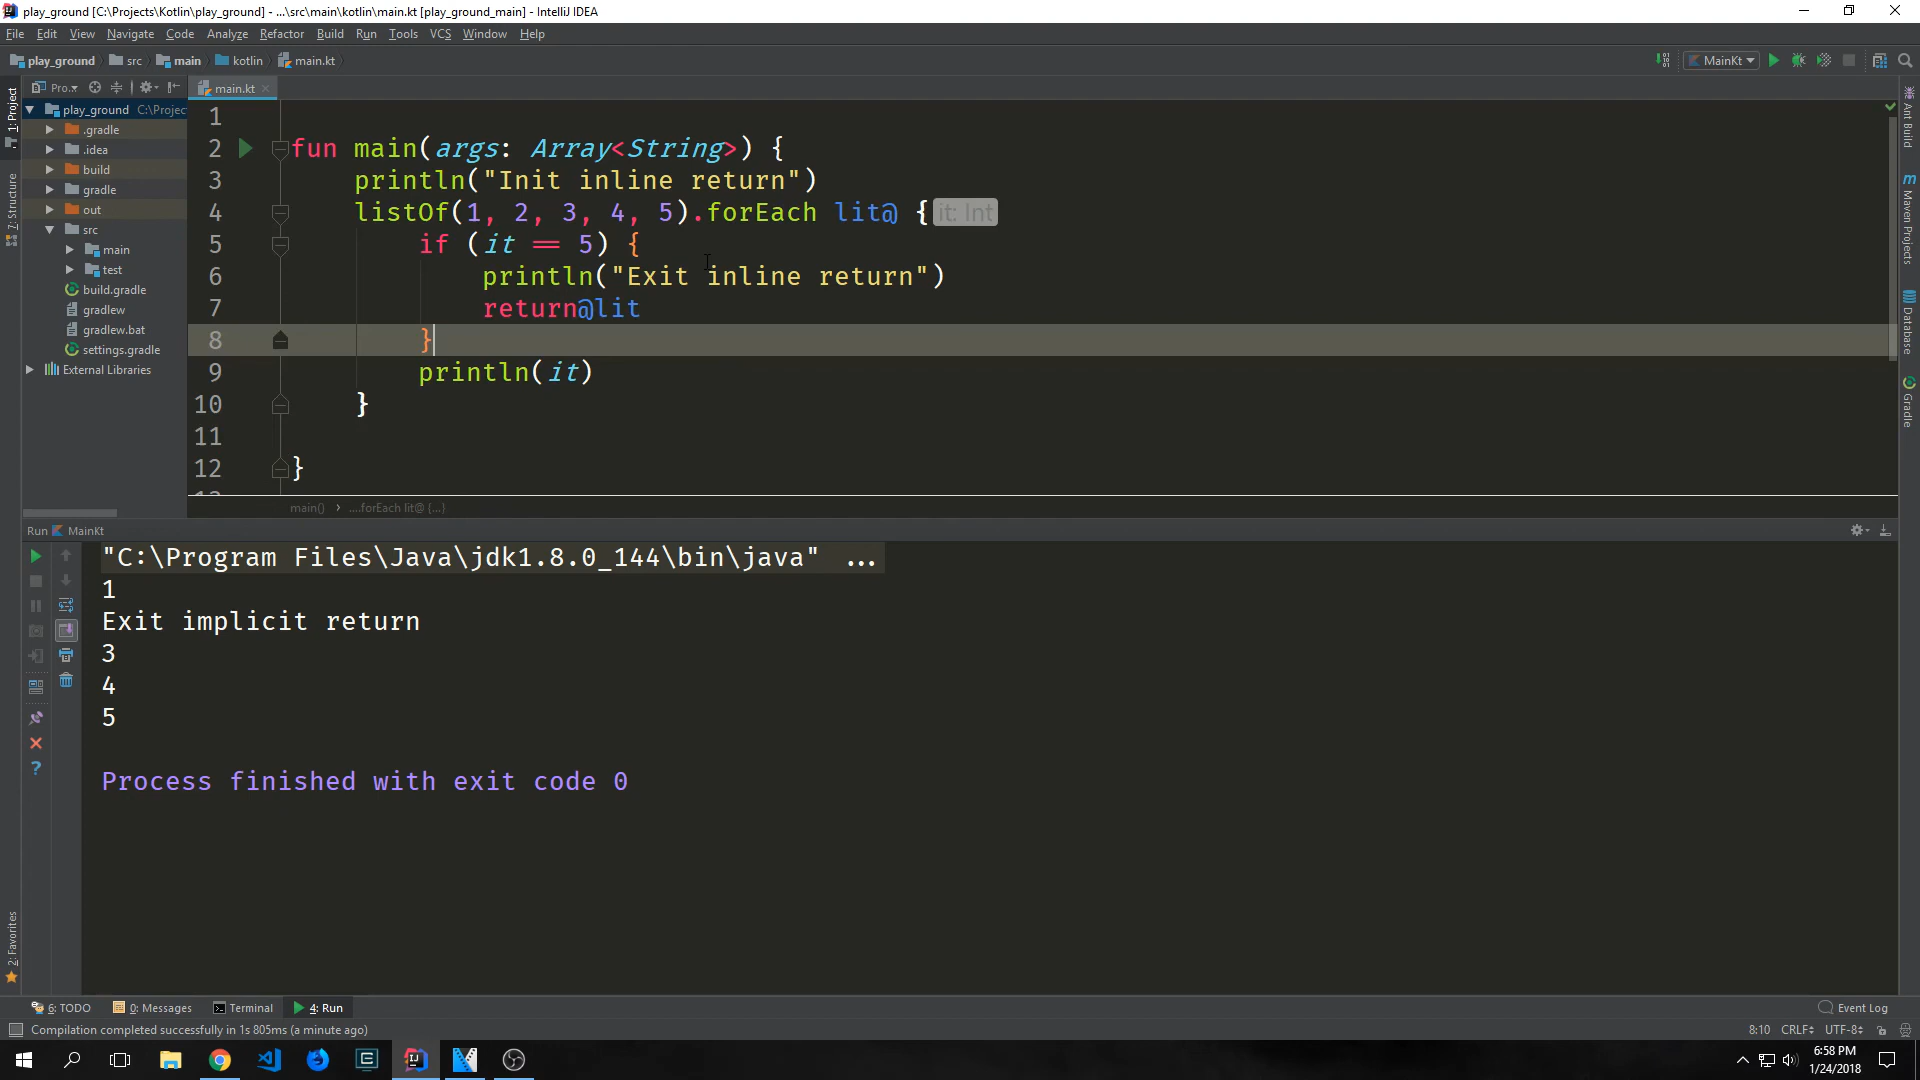 play_ground [C:\Projects\Kotlin\play_ground] - ...\src\main\kotlin\main.kt [play_ground_main] - IntelliJ IDEA
File Edit View Navigate Code Analyze Refactor Build Run Tools VCS Window Help
play_ground src main kotlin main.kt
MainKt
Pro..
main.kt
1: Project
7: Structure
2: Favorites
play_ground C:\Projec
.gradle
.idea
build
gradle
out
src
main
test
build.gradle
gradlew
gradlew.bat
settings.gradle
External Libraries
1
2 fun main(args: Array<String>) {
3 println("Init inline return")
4 listOf(1, 2, 3, 4, 5).forEach lit@ { it: Int
5 if (it == 5) {
6 println("Exit inline return")
7 return@lit
8 }
9 println(it)
10 }
11
12 }
main() › ....forEach lit@ {...}
Ant Build
Maven Projects
Database
Gradle
Run MainKt
"C:\Program Files\Java\jdk1.8.0_144\bin\java" ...
1
Exit implicit return
3
4
5
Process finished with exit code 0
6: TODO 0: Messages Terminal 4: Run Event Log
Compilation completed successfully in 1s 805ms (a minute ago) 8:10 CRLF UTF-8
6:58 PM
1/24/2018